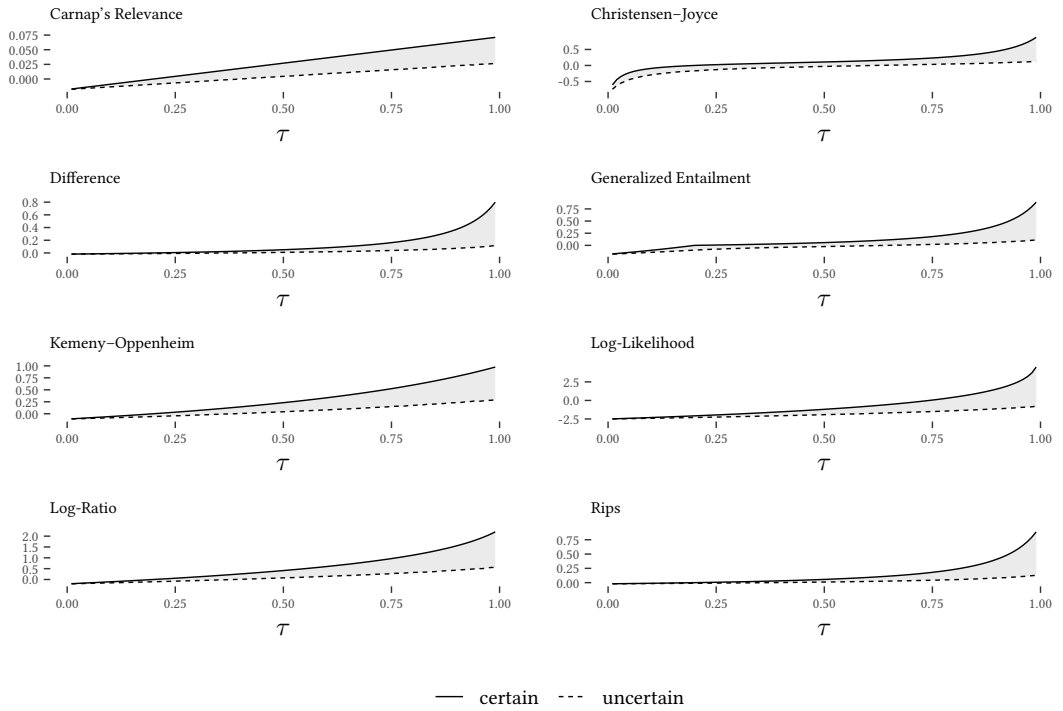 Carnap's Relevance
0.075
0.050
0.025
0.000
0.00 0.25 0.50 0.75 1.00
τ
Christensen–Joyce
0.5
0.0
-0.5
0.00 0.25 0.50 0.75 1.00
τ
Difference
0.8
0.6
0.4
0.2
0.0
0.00 0.25 0.50 0.75 1.00
τ
Generalized Entailment
0.75
0.50
0.25
0.00
0.00 0.25 0.50 0.75 1.00
τ
Kemeny–Oppenheim
1.00
0.75
0.50
0.25
0.00
0.00 0.25 0.50 0.75 1.00
τ
Log-Likelihood
2.5
0.0
-2.5
0.00 0.25 0.50 0.75 1.00
τ
Log-Ratio
2.0
1.5
1.0
0.5
0.0
0.00 0.25 0.50 0.75 1.00
τ
Rips
0.75
0.50
0.25
0.00
0.00 0.25 0.50 0.75 1.00
τ
certain uncertain